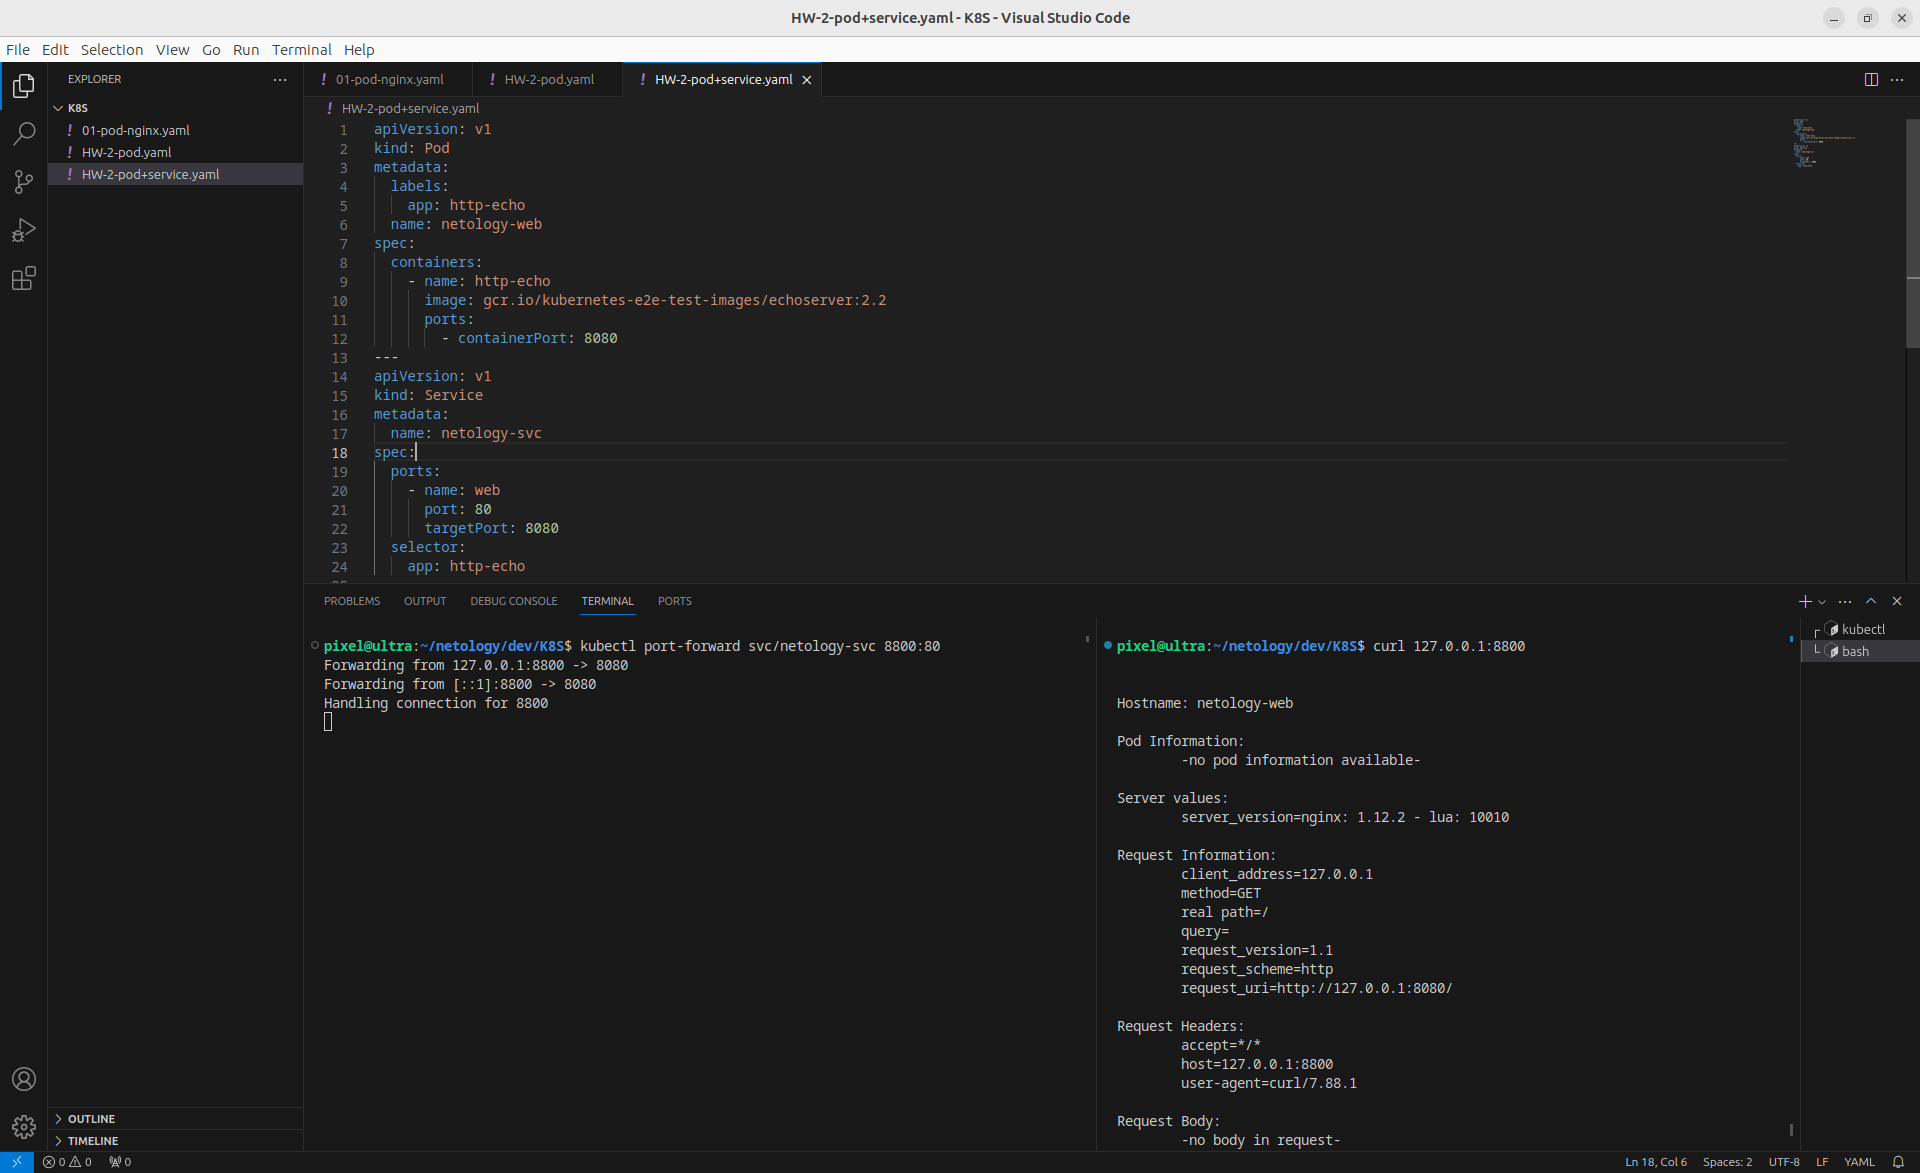 HW-2-pod+service.yaml - K8S - Visual Studio Code
File Edit Selection View Go Run Terminal Help
EXPLORER
K8S
01-pod-nginx.yaml
HW-2-pod.yaml
HW-2-pod+service.yaml
OUTLINE
TIMELINE
01-pod-nginx.yaml HW-2-pod.yaml HW-2-pod+service.yaml
HW-2-pod+service.yaml
1 apiVersion: v1
2 kind: Pod
3 metadata:
4 labels:
5 app: http-echo
6 name: netology-web
7 spec:
8 containers:
9 - name: http-echo
10 image: gcr.io/kubernetes-e2e-test-images/echoserver:2.2
11 ports:
12 - containerPort: 8080
13 ---
14 apiVersion: v1
15 kind: Service
16 metadata:
17 name: netology-svc
18 spec:
19 ports:
20 - name: web
21 port: 80
22 targetPort: 8080
23 selector:
24 app: http-echo
PROBLEMS OUTPUT DEBUG CONSOLE TERMINAL PORTS
pixel@ultra:~/netology/dev/K8S$ kubectl port-forward svc/netology-svc 8800:80
Forwarding from 127.0.0.1:8800 -> 8080
Forwarding from [::1]:8800 -> 8080
Handling connection for 8800
pixel@ultra:~/netology/dev/K8S$ curl 127.0.0.1:8800
Hostname: netology-web
Pod Information:
-no pod information available-
Server values:
server_version=nginx: 1.12.2 - lua: 10010
Request Information:
client_address=127.0.0.1
method=GET
real path=/
query=
request_version=1.1
request_scheme=http
request_uri=http://127.0.0.1:8080/
Request Headers:
accept=*/*
host=127.0.0.1:8800
user-agent=curl/7.88.1
Request Body:
-no body in request-
kubectl
bash
0 0 0
Ln 18, Col 6 Spaces: 2 UTF-8 LF YAML